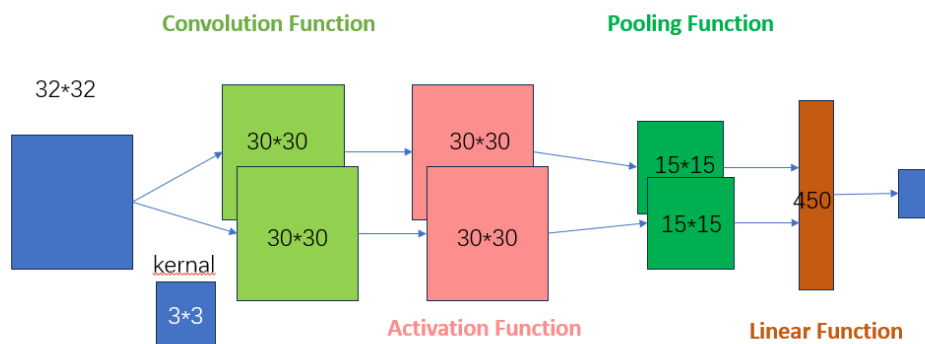 Convolution Function
Pooling Function
32*32
30*30
30*30
15*15
450
30*30
30*30
15*15
kernal
3*3
Activation Function
Linear Function